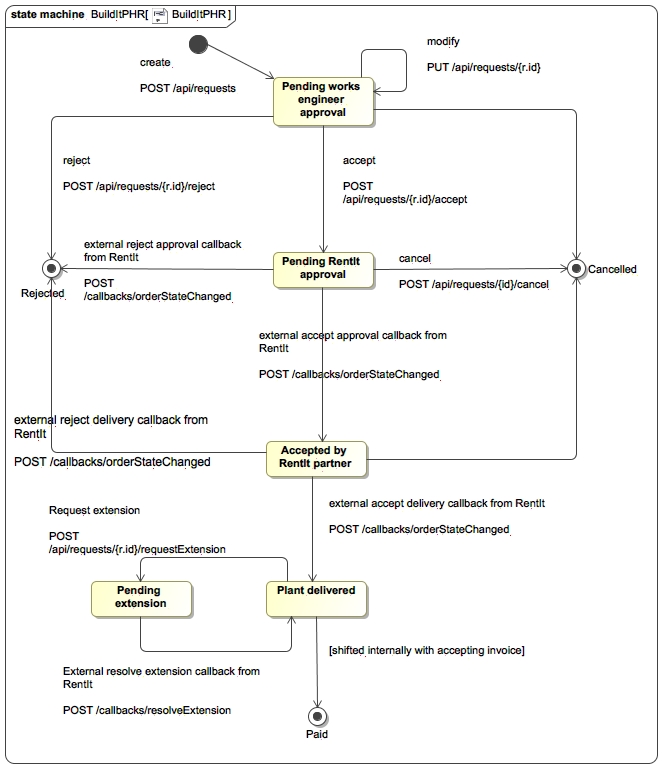 state machine BuildItPHR[ BuildItPHR ]
create
POST /api/requests
modify
PUT /api/requests/{r.id}
Pending works
engineer
approval
reject
POST /api/requests/{r.id}/reject
accept
POST
/api/requests/{r.id}/accept
external reject approval callback
from RentIt
POST
/callbacks/orderStateChanged
Rejected
Pending RentIt
approval
cancel
POST /api/requests/{id}/cancel
Cancelled
external accept approval callback from
RentIt
POST /callbacks/orderStateChanged
external reject delivery callback from
RentIt
POST /callbacks/orderStateChanged
Accepted by
RentIt partner
external accept delivery callback from RentIt
POST /callbacks/orderStateChanged
Request extension
POST
/api/requests/{r.id}/requestExtension
Pending
extension
Plant delivered
External resolve extension callback from
RentIt
POST /callbacks/resolveExtension
[shifted internally with accepting invoice]
Paid